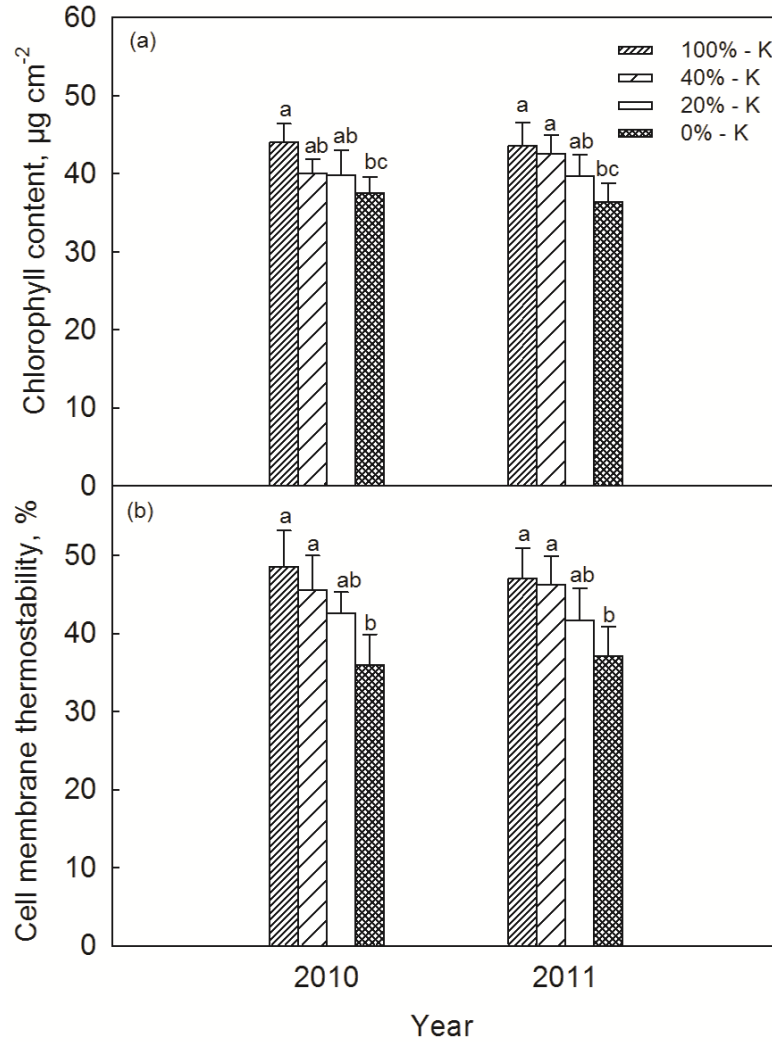 60
(a)
100% - K
40% - K
20% - K
0% - K
50
a
ab
ab
bc
a
a
ab
bc
40
30
20
10
0
Chlorophyll content, µg cm-2
(b)
a
a
ab
b
a
a
ab
b
50
40
30
20
10
0
Cell membrane thermostability, %
2010
2011
Year